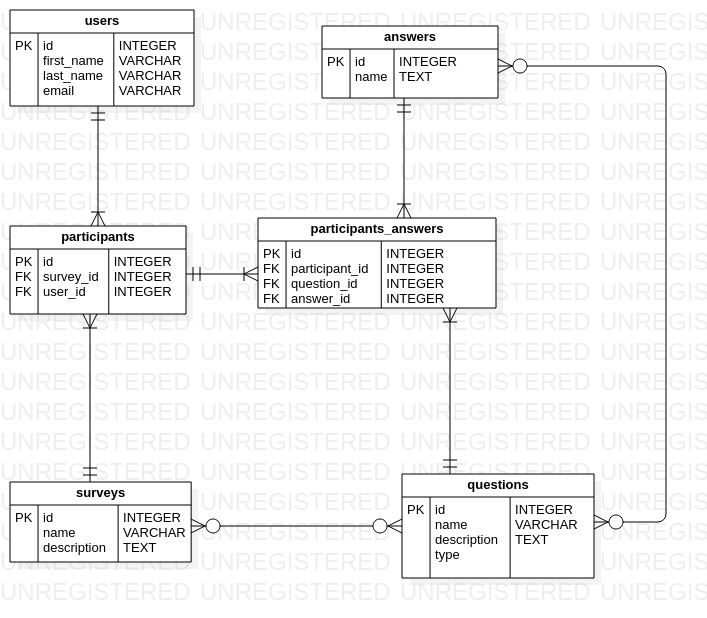 users
PK id INTEGER
first_name VARCHAR
last_name VARCHAR
email VARCHAR
answers
PK id INTEGER
name TEXT
participants
PK id INTEGER
FK survey_id INTEGER
FK user_id INTEGER
participants_answers
PK id INTEGER
FK participant_id INTEGER
FK question_id INTEGER
FK answer_id INTEGER
surveys
PK id INTEGER
name VARCHAR
description TEXT
questions
PK id INTEGER
name VARCHAR
description TEXT
type
UNREGISTERED UNREGISTERED UNREGISTERED UNREGIS